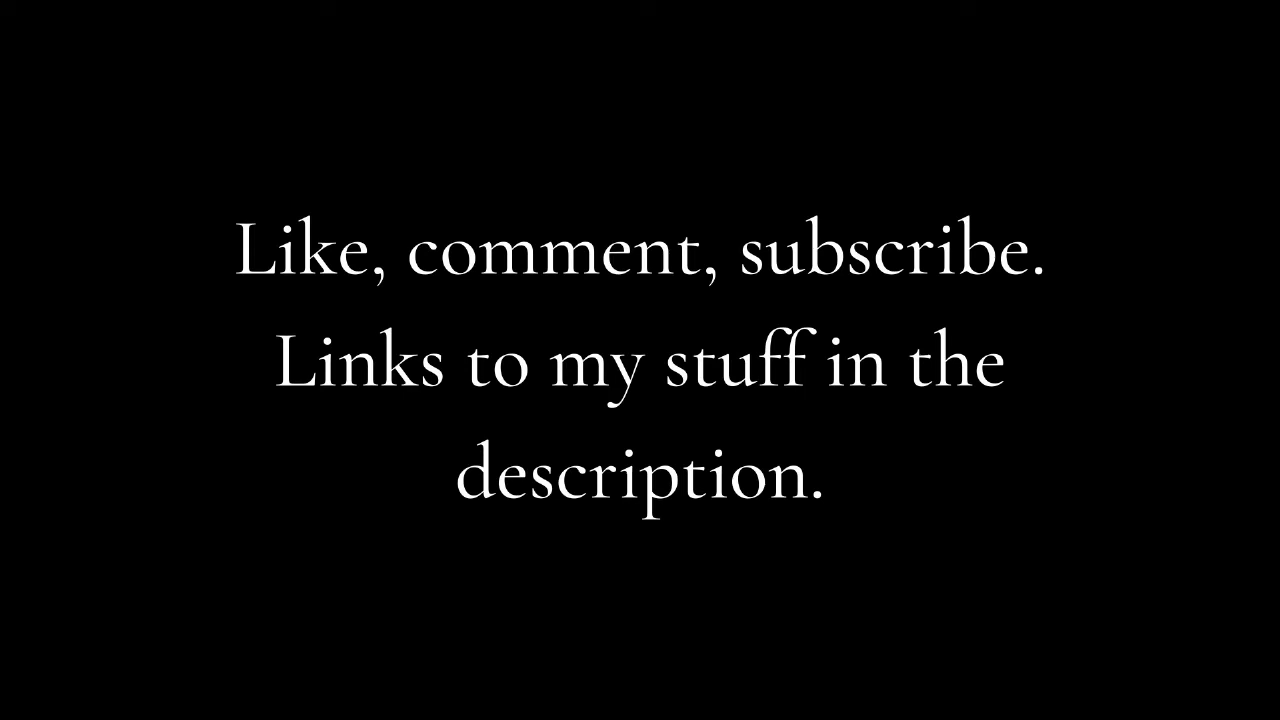 Like, comment, subscribe.
Links to my stuff in the
description.